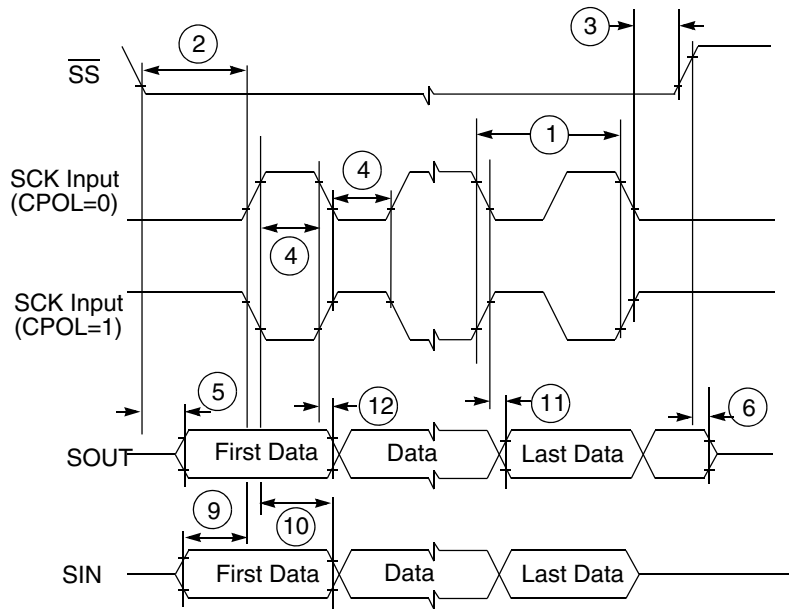 2
3
SS
1
SCK Input
(CPOL=0)
4
4
SCK Input
(CPOL=1)
5
12
11
6
SOUT
First Data
Data
Last Data
9
10
SIN
First Data
Data
Last Data